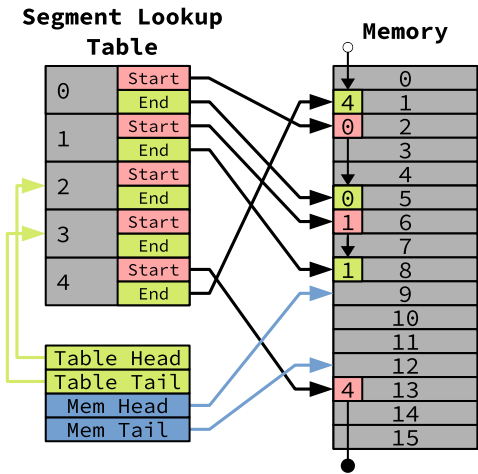 Segment Lookup
Table
0
Start
End
1
Start
End
2
Start
End
3
Start
End
4
Start
End
Table Head
Table Tail
Mem Head
Mem Tail
Memory
0
4 1
0 2
3
4
0 5
1 6
7
1 8
9
10
11
12
4 13
14
15